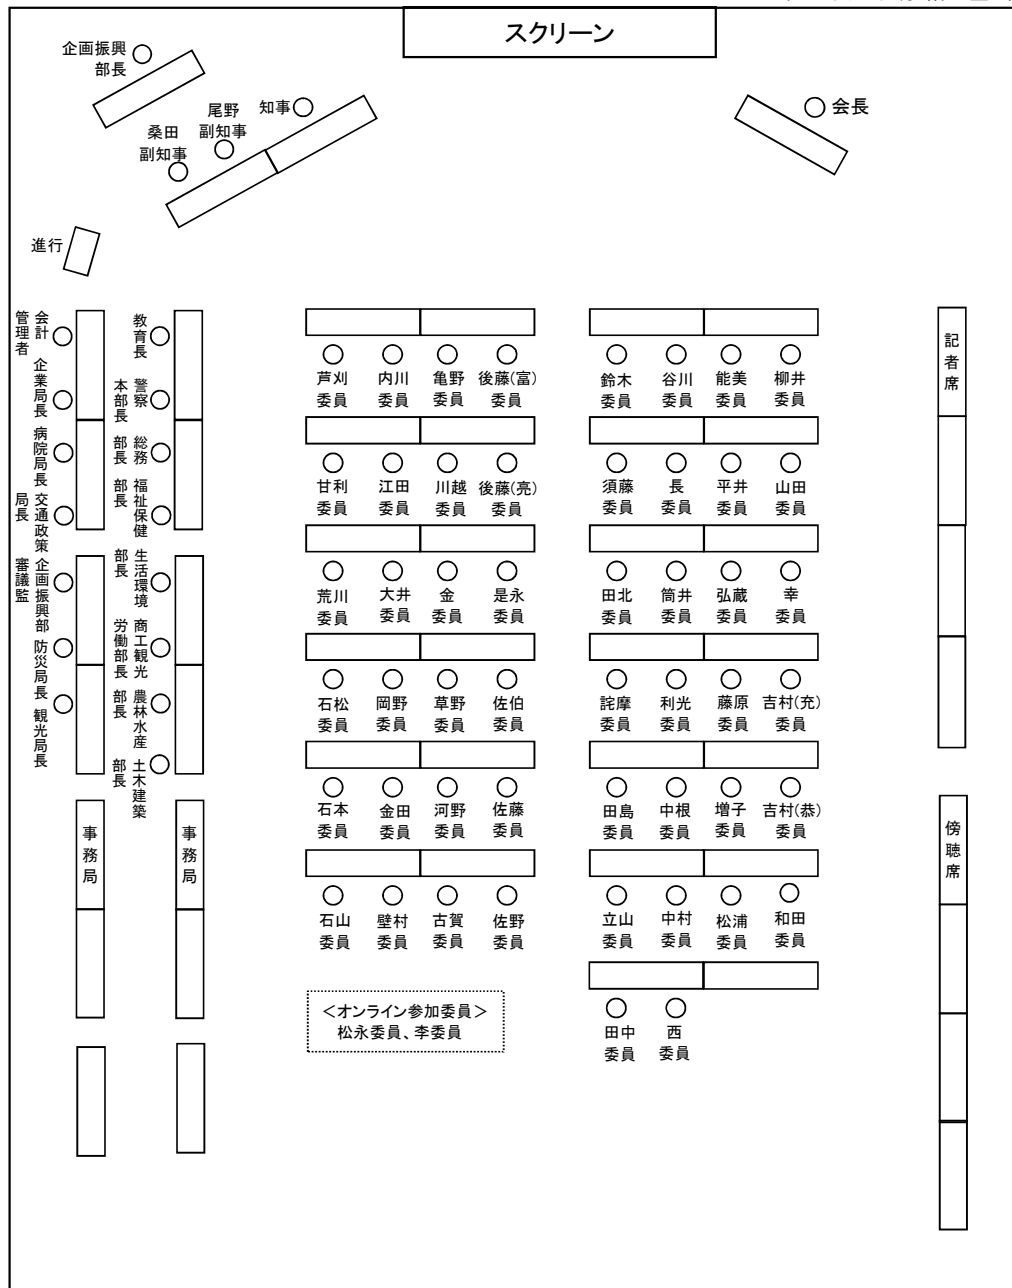 スクリーン
企画振興
部長
尾野
副知事
知事
桑田
副知事
会長
進行
会計
管理者
企業局長
病院局長
交通政策
局長
企画振興部
審議監
防災局長
観光局長
教育長
警察
本部長
総務
部長
福祉保健
部長
生活環境
部長
商工観光
労働部長
農林水産
部長
土木建築
部長
事務局
事務局
芦刈 内川 亀野 後藤(富)
委員 委員 委員 委員
甘利 江田 川越 後藤(亮)
委員 委員 委員 委員
荒川 大井 金 是永
委員 委員 委員 委員
石松 岡野 草野 佐伯
委員 委員 委員 委員
石本 金田 河野 佐藤
委員 委員 委員 委員
石山 壁村 古賀 佐野
委員 委員 委員 委員
＜オンライン参加委員＞
松永委員、李委員
鈴木 谷川 能美 柳井
委員 委員 委員 委員
須藤 長 平井 山田
委員 委員 委員 委員
田北 筒井 弘蔵 幸
委員 委員 委員 委員
詫摩 利光 藤原 吉村(充)
委員 委員 委員 委員
田島 中根 増子 吉村(恭)
委員 委員 委員 委員
立山 中村 松浦 和田
委員 委員 委員 委員
田中 西
委員 委員
記者席
傍聴席